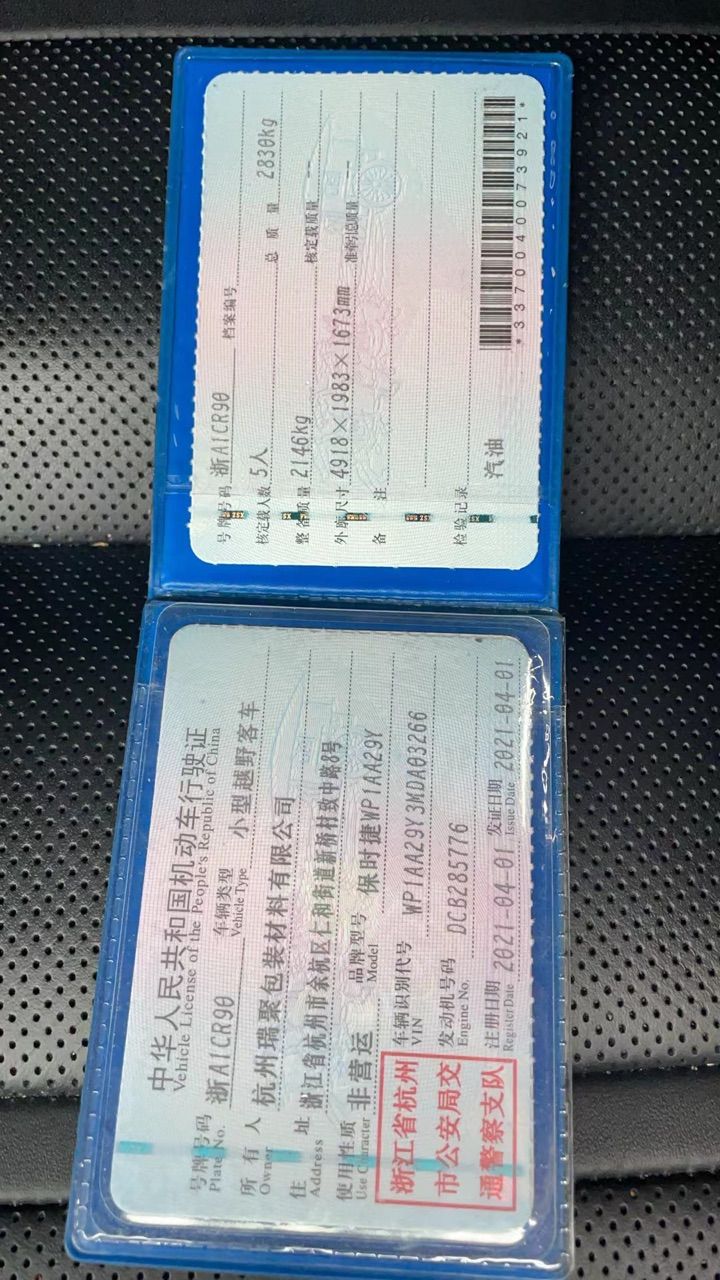 中华人民共和国机动车行驶证
Vehicle License of the People's Republic of China
号牌号码 浙A1CR90 车辆类型 小型越野客车
Plate No. Vehicle Type
所有人 杭州瑞聚包装材料有限公司
Owner
住址 浙江省杭州市余杭区仁和街道新桥村致中路8号
Address
使用性质 非营运 品牌型号 保时捷WP1AA29Y
Use Character Model
浙江省杭州
市公安局交
通警察支队
车辆识别代号 WP1AA29Y3MDA03266
VIN
发动机号码 DCB285776
Engine No.
注册日期 2021-04-01 发证日期 2021-04-01
Register Date Issue Date
号牌号码 浙A1CR90 档案编号
核定载人数 5人 总质量 2830kg
整备质量 2146kg 核定载质量 --
外廓尺寸 4918×1983×1673mm 准牵引总质量 --
备注
检验记录
汽油
*3370040073921*